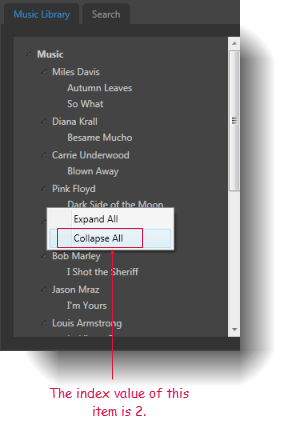 Music Library Search
Music
Miles Davis
Autumn Leaves
So What
Diana Krall
Besame Mucho
Carrie Underwood
Blown Away
Pink Floyd
Dark Side of the Moon
Expand All
Collapse All
Bob Marley
I Shot the Sheriff
Jason Mraz
I'm Yours
Louis Armstrong
The index value of this
item is 2.